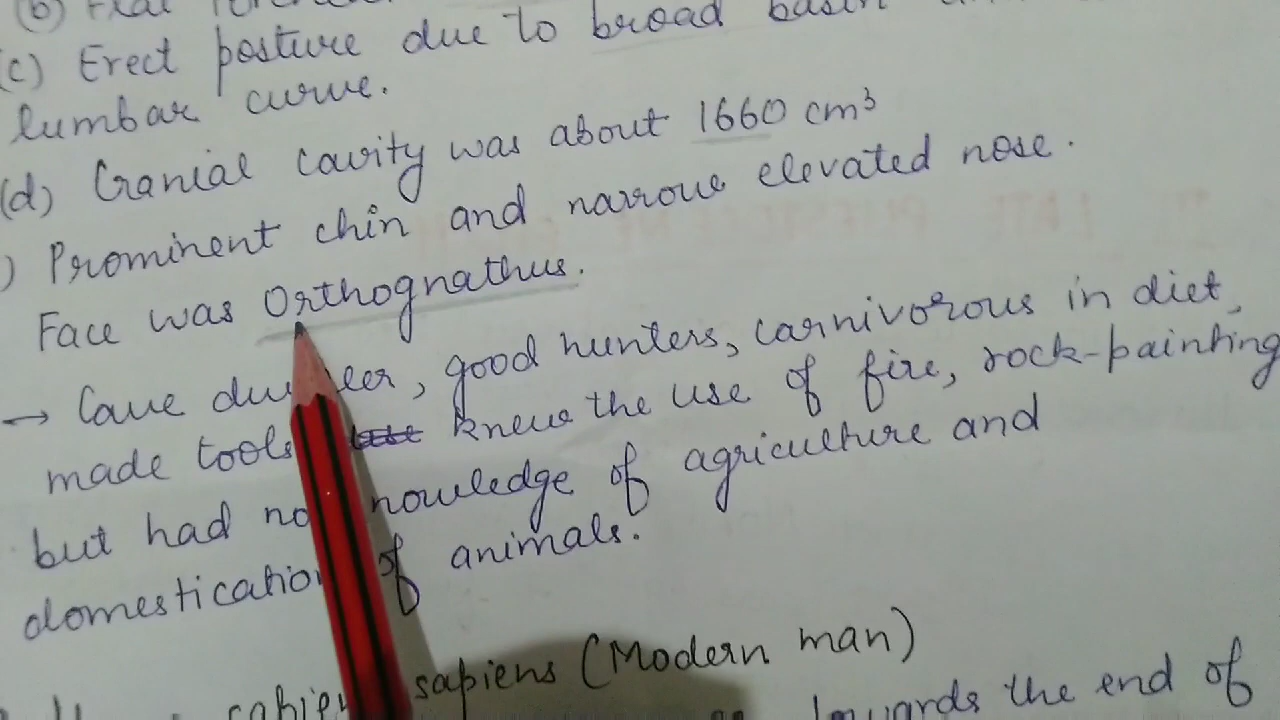 (b) Flat
(c) Erect posture due to broad basin
lumbar curve.
(d) Cranial cavity was about 1660 cm³
) Prominent chin and narrow elevated nose.
Face was Orthognathus.
→ Cave dweller, good hunters, carnivorous in diet,
made tools knew the use of fire, rock-painting
but had no knowledge of agriculture and
domestication of animals.
sapiens sapiens (Modern man)
towards the end of